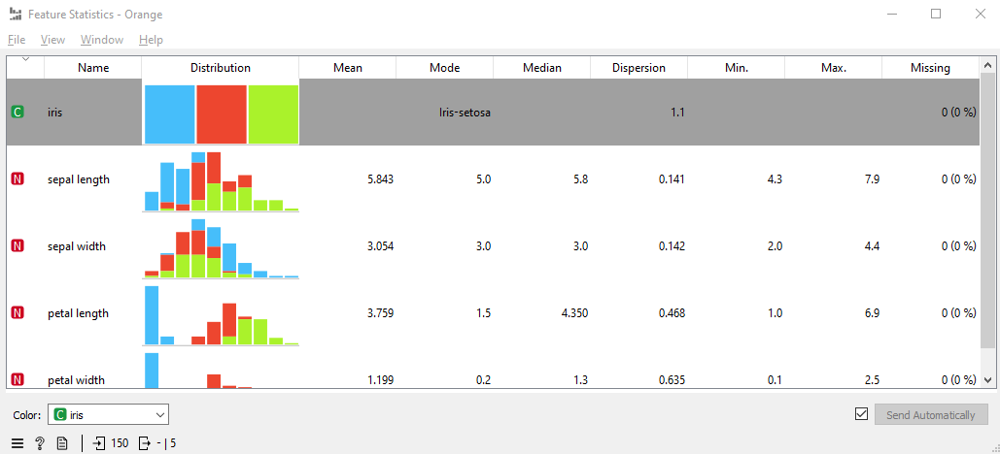 Feature Statistics - Orange
File View Window Help
Name Distribution Mean Mode Median Dispersion Min. Max. Missing
C iris Iris-setosa 1.1 0 (0 %)
N sepal length 5.843 5.0 5.8 0.141 4.3 7.9 0 (0 %)
N sepal width 3.054 3.0 3.0 0.142 2.0 4.4 0 (0 %)
N petal length 3.759 1.5 4.350 0.468 1.0 6.9 0 (0 %)
N petal width 1.199 0.2 1.3 0.635 0.1 2.5 0 (0 %)
Color: C iris Send Automatically
? 150 - | 5